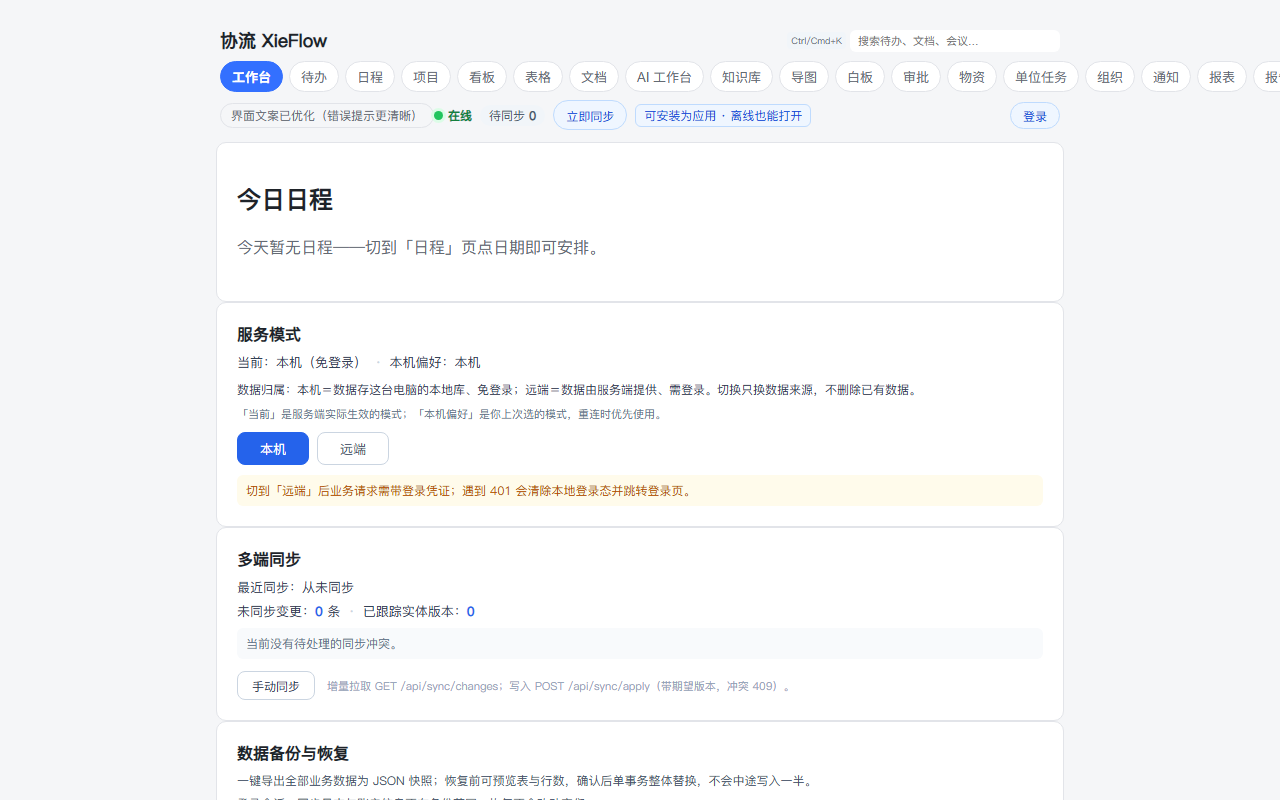 协流 XieFlow
Ctrl/Cmd+K 搜索待办、文档、会议…
工作台 待办 日程 项目 看板 表格 文档 AI 工作台 知识库 导图 白板 审批 物资 单位任务 组织 通知 报表
界面文案已优化（错误提示更清晰） 在线 待同步 0 立即同步 可安装为应用 · 离线也能打开 登录
今日日程
今天暂无日程——切到「日程」页点日期即可安排。
服务模式
当前：本机（免登录） · 本机偏好：本机
数据归属：本机＝数据存这台电脑的本地库、免登录；远端＝数据由服务端提供、需登录。切换只换数据来源，不删除已有数据。
「当前」是服务端实际生效的模式；「本机偏好」是你上次选的模式，重连时优先使用。
本机 远端
切到「远端」后业务请求需带登录凭证；遇到 401 会清除本地登录态并跳转登录页。
多端同步
最近同步：从未同步
未同步变更：0 条 · 已跟踪实体版本：0
当前没有待处理的同步冲突。
手动同步 增量拉取 GET /api/sync/changes；写入 POST /api/sync/apply（带期望版本，冲突 409）。
数据备份与恢复
一键导出全部业务数据为 JSON 快照；恢复前可预览表与行数，确认后单事务整体替换，不会中途写入一半。